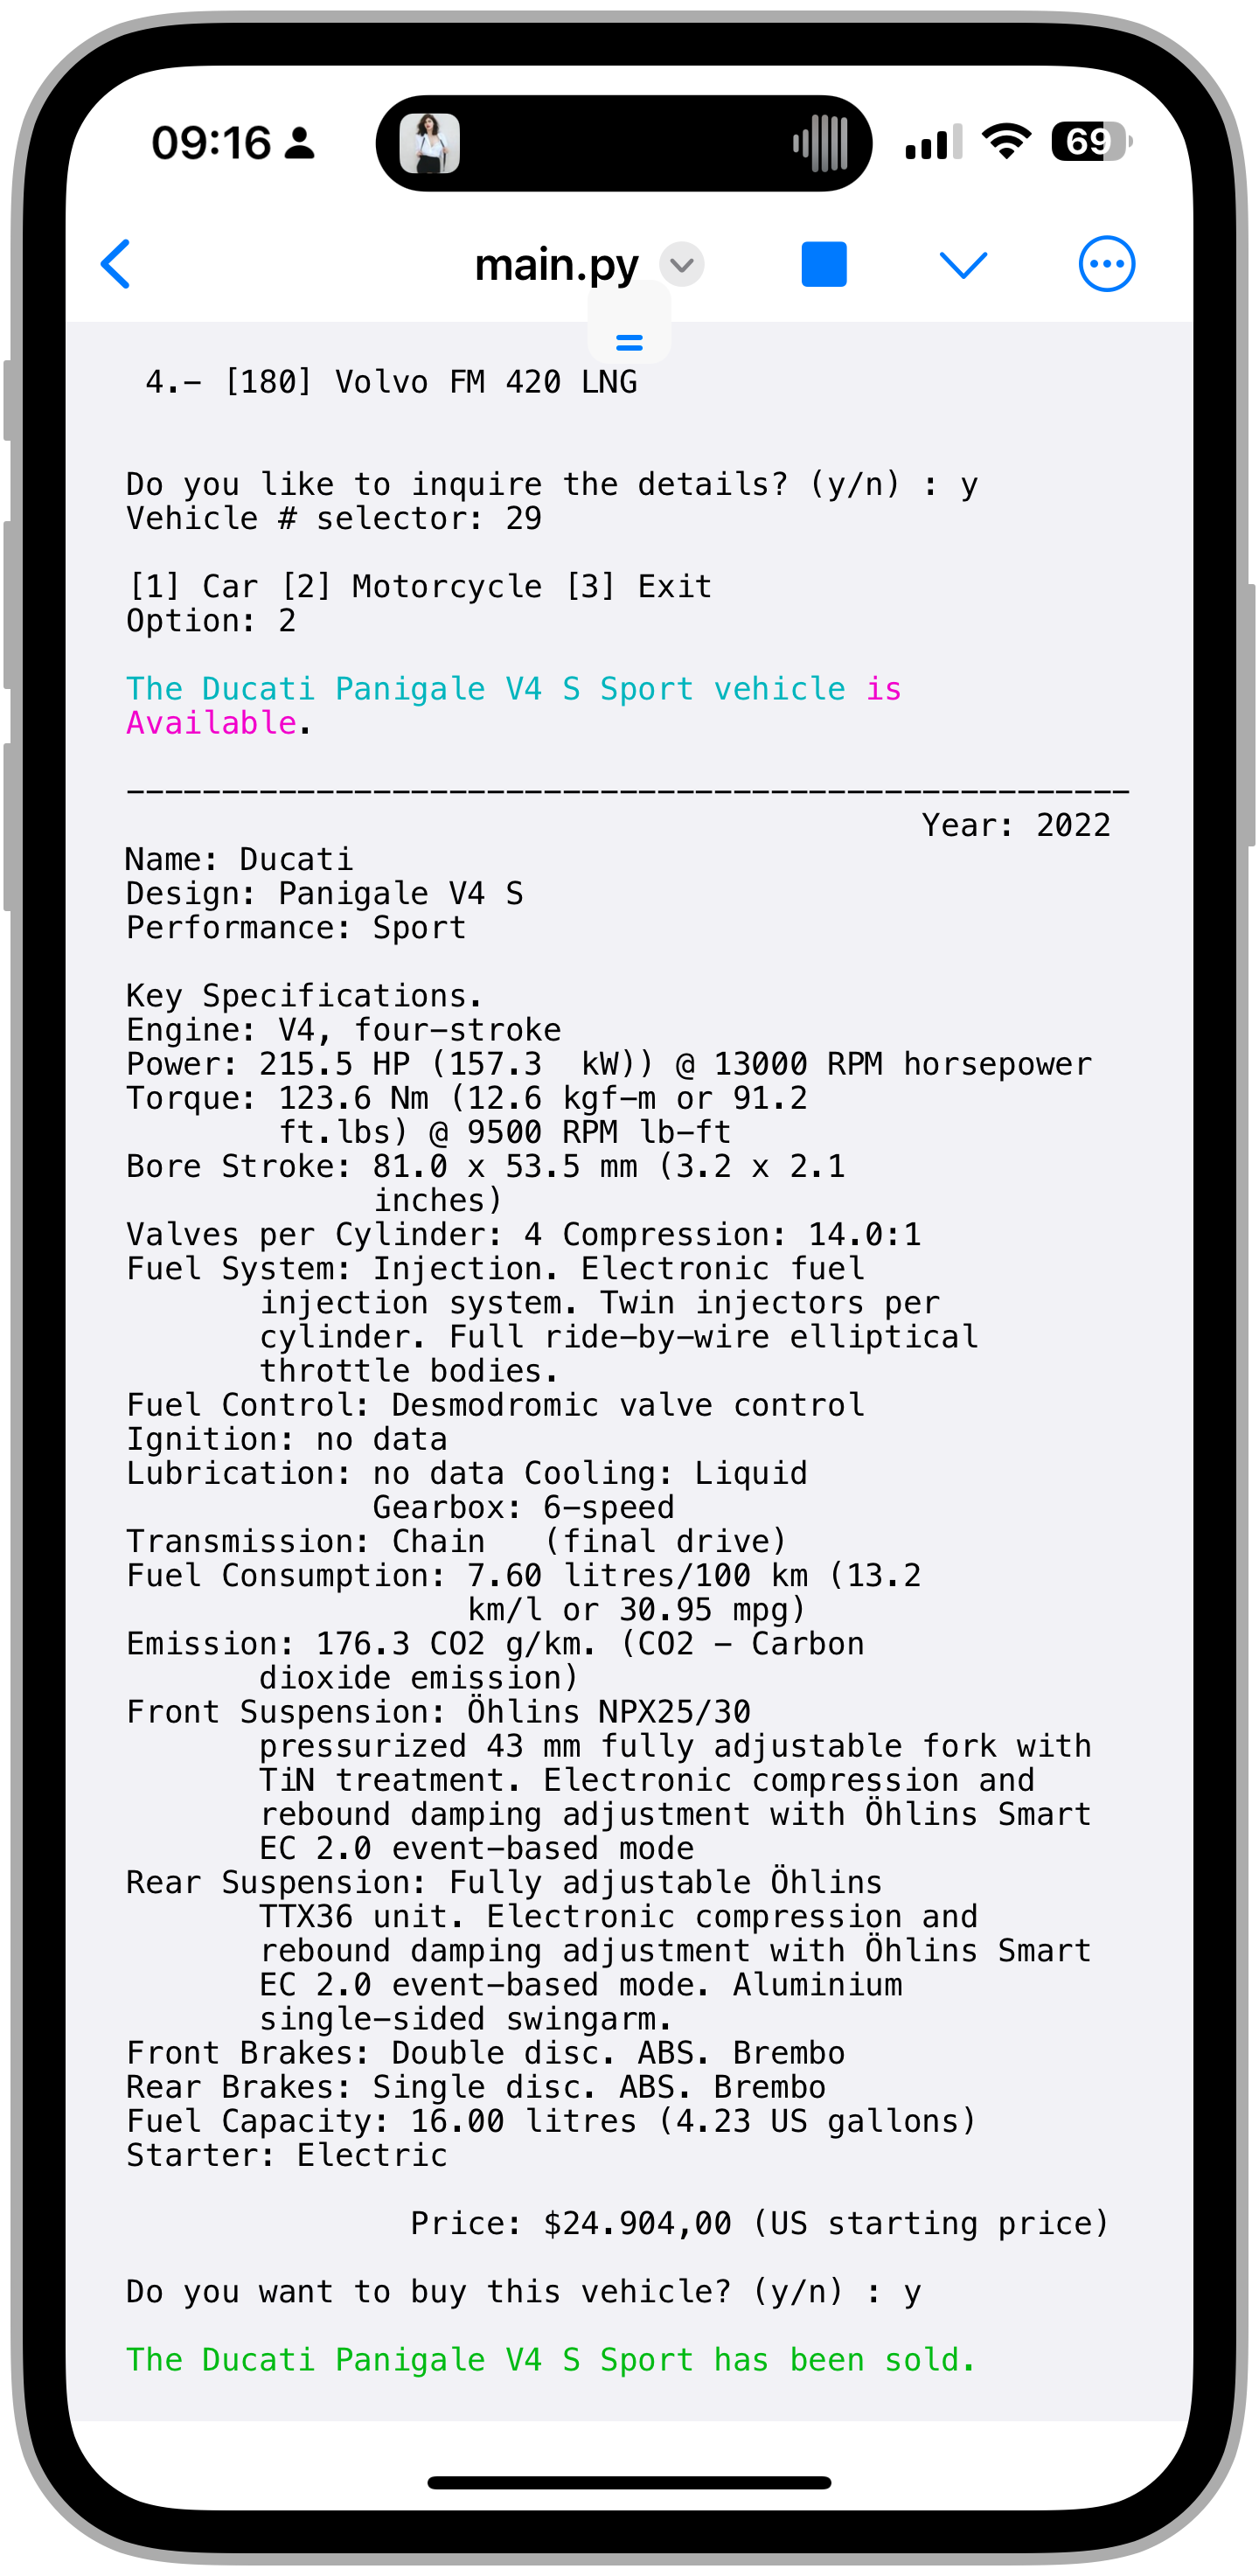 09:16
69
main.py
4.- [180] Volvo FM 420 LNG
Do you like to inquire the details? (y/n) : y
Vehicle # selector: 29
[1] Car [2] Motorcycle [3] Exit
Option: 2
The Ducati Panigale V4 S Sport vehicle is
Available.
-----------------------------------------------------
Year: 2022
Name: Ducati
Design: Panigale V4 S
Performance: Sport
Key Specifications.
Engine: V4, four-stroke
Power: 215.5 HP (157.3  kW)) @ 13000 RPM horsepower
Torque: 123.6 Nm (12.6 kgf-m or 91.2
ft.lbs) @ 9500 RPM lb-ft
Bore Stroke: 81.0 x 53.5 mm (3.2 x 2.1
inches)
Valves per Cylinder: 4 Compression: 14.0:1
Fuel System: Injection. Electronic fuel
injection system. Twin injectors per
cylinder. Full ride-by-wire elliptical
throttle bodies.
Fuel Control: Desmodromic valve control
Ignition: no data
Lubrication: no data Cooling: Liquid
Gearbox: 6-speed
Transmission: Chain   (final drive)
Fuel Consumption: 7.60 litres/100 km (13.2
km/l or 30.95 mpg)
Emission: 176.3 CO2 g/km. (CO2 - Carbon
dioxide emission)
Front Suspension: Öhlins NPX25/30
pressurized 43 mm fully adjustable fork with
TiN treatment. Electronic compression and
rebound damping adjustment with Öhlins Smart
EC 2.0 event-based mode
Rear Suspension: Fully adjustable Öhlins
TTX36 unit. Electronic compression and
rebound damping adjustment with Öhlins Smart
EC 2.0 event-based mode. Aluminium
single-sided swingarm.
Front Brakes: Double disc. ABS. Brembo
Rear Brakes: Single disc. ABS. Brembo
Fuel Capacity: 16.00 litres (4.23 US gallons)
Starter: Electric
Price: $24.904,00 (US starting price)
Do you want to buy this vehicle? (y/n) : y
The Ducati Panigale V4 S Sport has been sold.